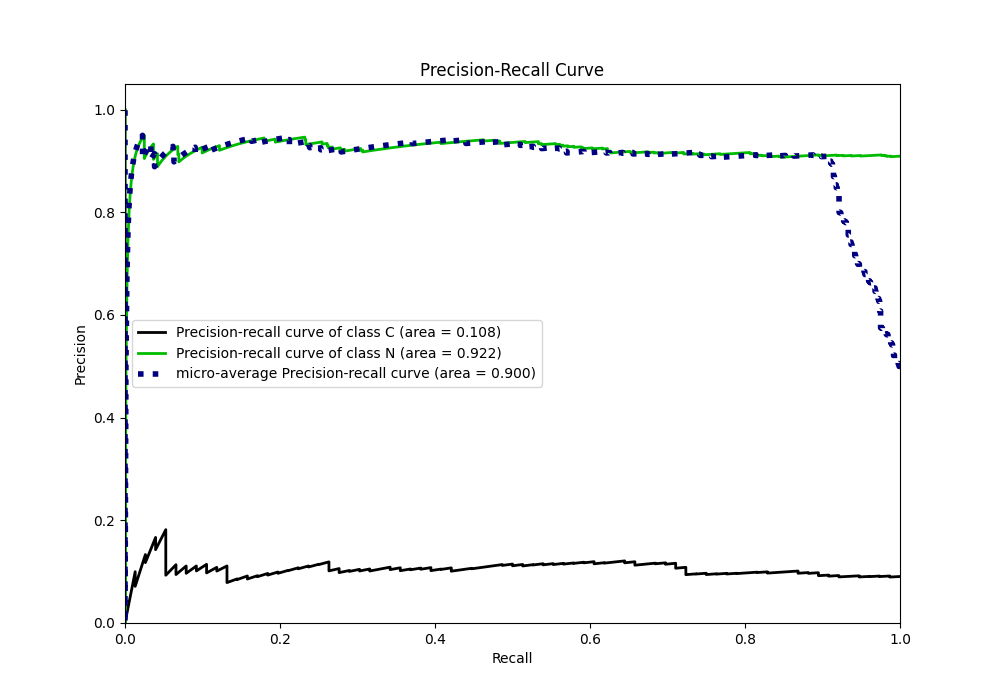 Precision-Recall Curve
1.0
0.8
0.6
0.4
0.2
0.0
Precision
Precision-recall curve of class C (area = 0.108)
Precision-recall curve of class N (area = 0.922)
micro-average Precision-recall curve (area = 0.900)
0.0 0.2 0.4 0.6 0.8 1.0
Recall